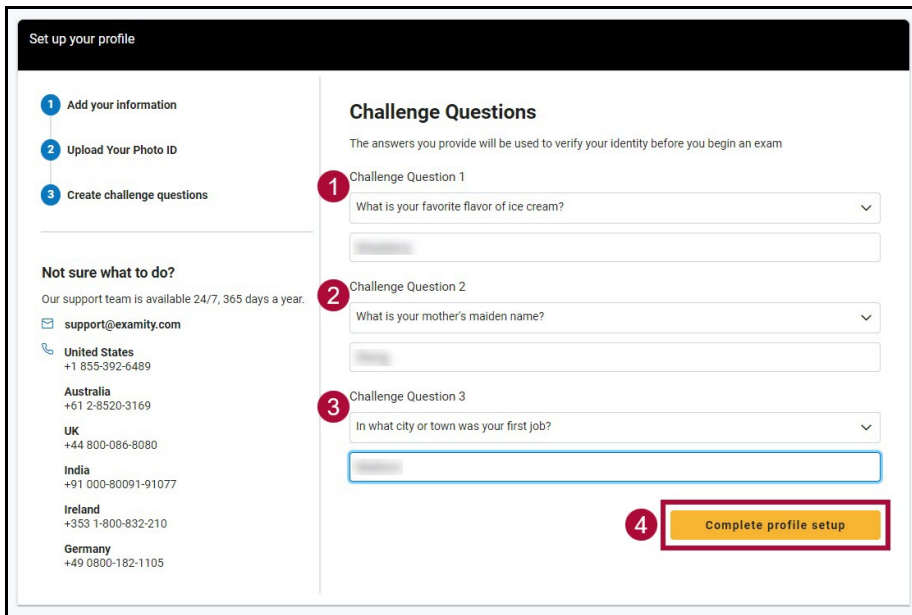 Set up your profile
1 Add your information
2 Upload Your Photo ID
3 Create challenge questions
Not sure what to do?
Our support team is available 24/7, 365 days a year.
support@examity.com
United States
+1 855-392-6489
Australia
+61 2-8520-3169
UK
+44 800-086-8080
India
+91 000-80091-91077
Ireland
+353 1-800-832-210
Germany
+49 0800-182-1105
Challenge Questions
The answers you provide will be used to verify your identity before you begin an exam
1 Challenge Question 1
What is your favorite flavor of ice cream?
2 Challenge Question 2
What is your mother's maiden name?
3 Challenge Question 3
In what city or town was your first job?
4 Complete profile setup